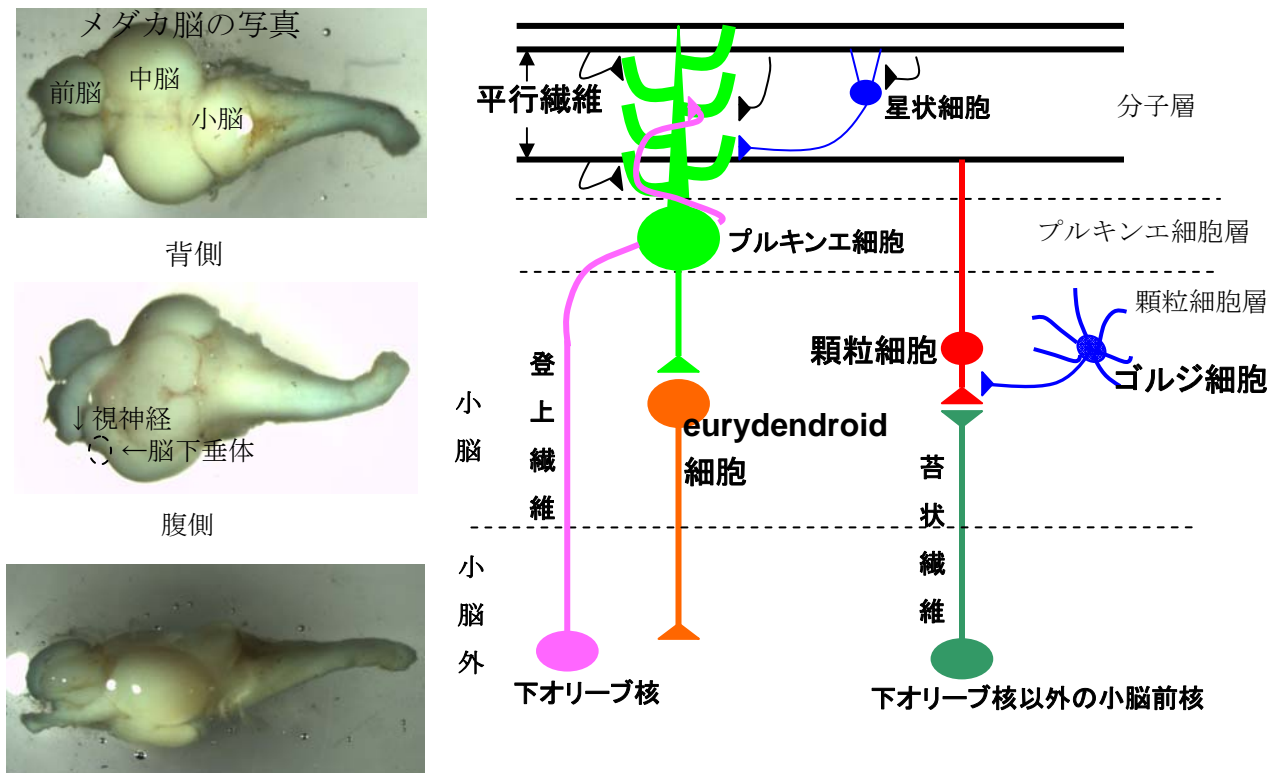 メダカ脳の写真
前脳
中脳
小脳
背側
↓視神経
←脳下垂体
腹側
平行繊維
星状細胞
分子層
プルキンエ細胞
プルキンエ細胞層
顆粒細胞層
顆粒細胞
ゴルジ細胞
eurydendroid
細胞
登上繊維
苔状繊維
小脳
小脳外
下オリーブ核
下オリーブ核以外の小脳前核